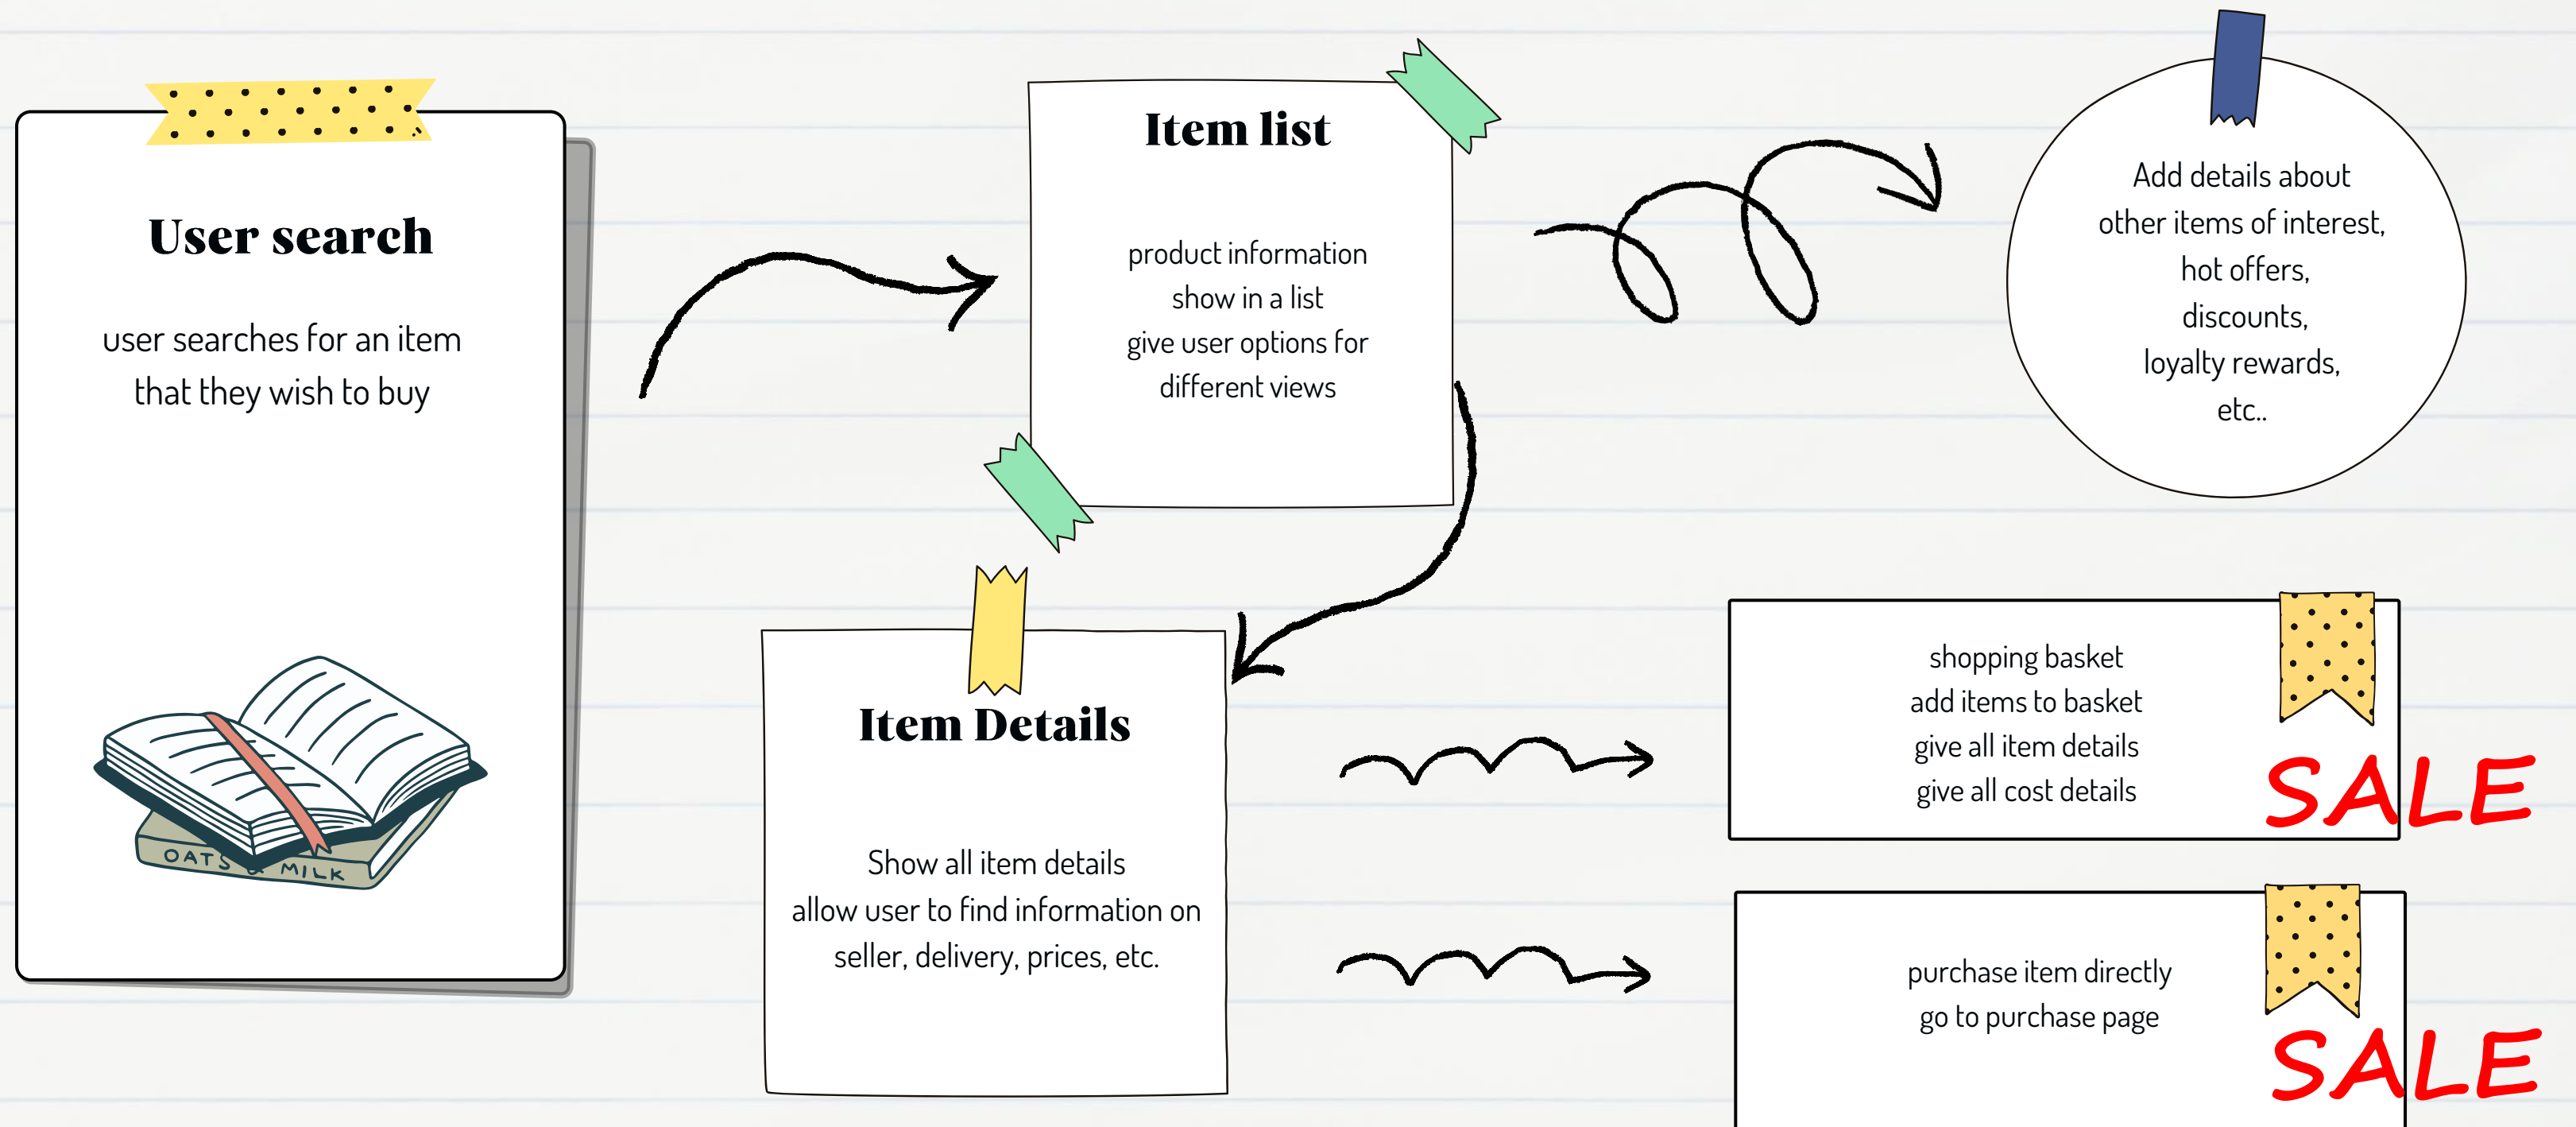 User search
user searches for an item
that they wish to buy
OATS & MILK
Item list
product information
show in a list
give user options for
different views
Add details about
other items of interest,
hot offers,
discounts,
loyalty rewards,
etc..
Item Details
Show all item details
allow user to find information on
seller, delivery, prices, etc.
shopping basket
add items to basket
give all item details
give all cost details
SALE
purchase item directly
go to purchase page
SALE